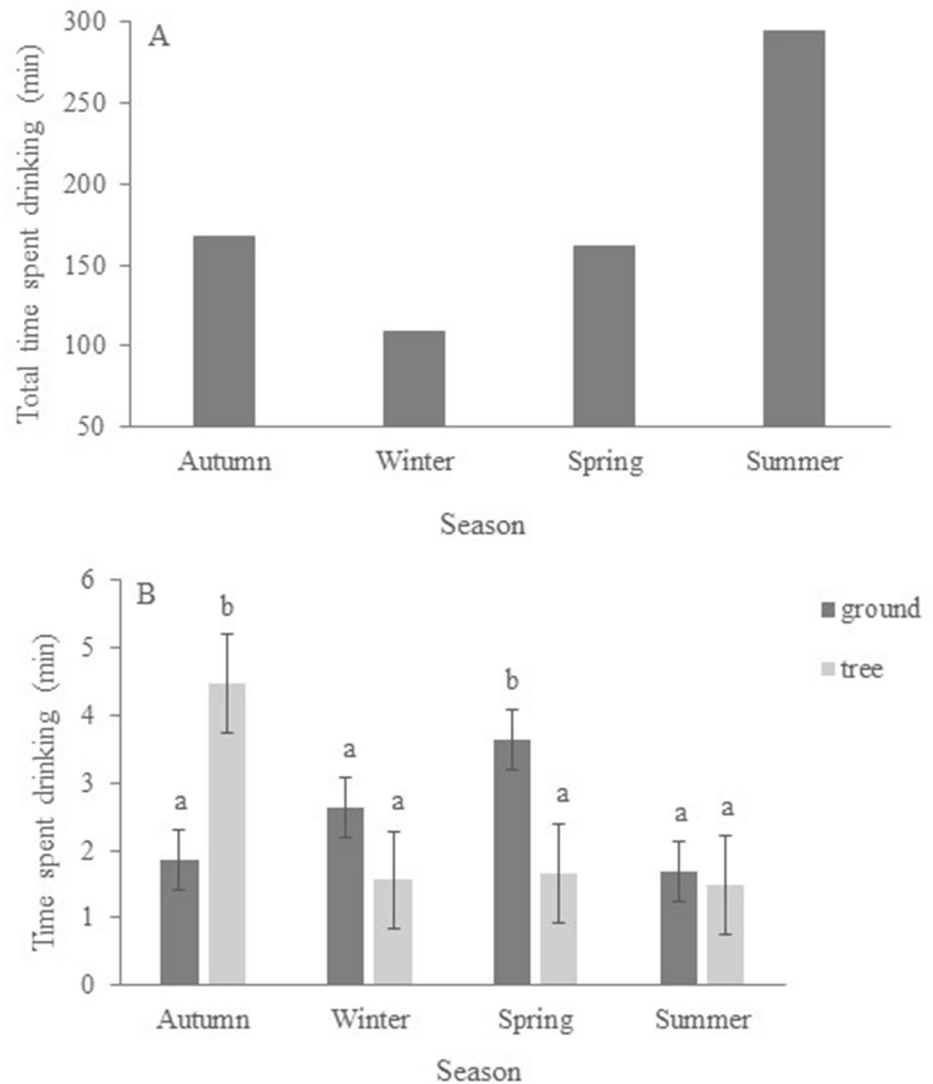 A
Total time spent drinking (min)
300
250
200
150
100
50
Autumn Winter Spring Summer
Season
B
Time spent drinking (min)
6
5
4
3
2
1
0
a b a a b a a a
ground
tree
Autumn Winter Spring Summer
Season